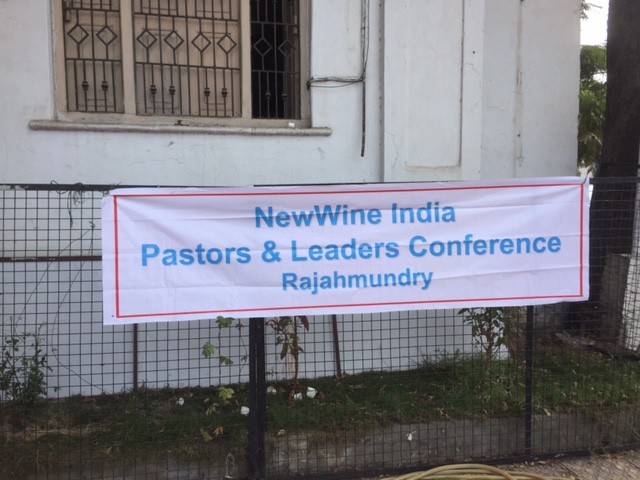 NewWine India
Pastors & Leaders Conference
Rajahmundry